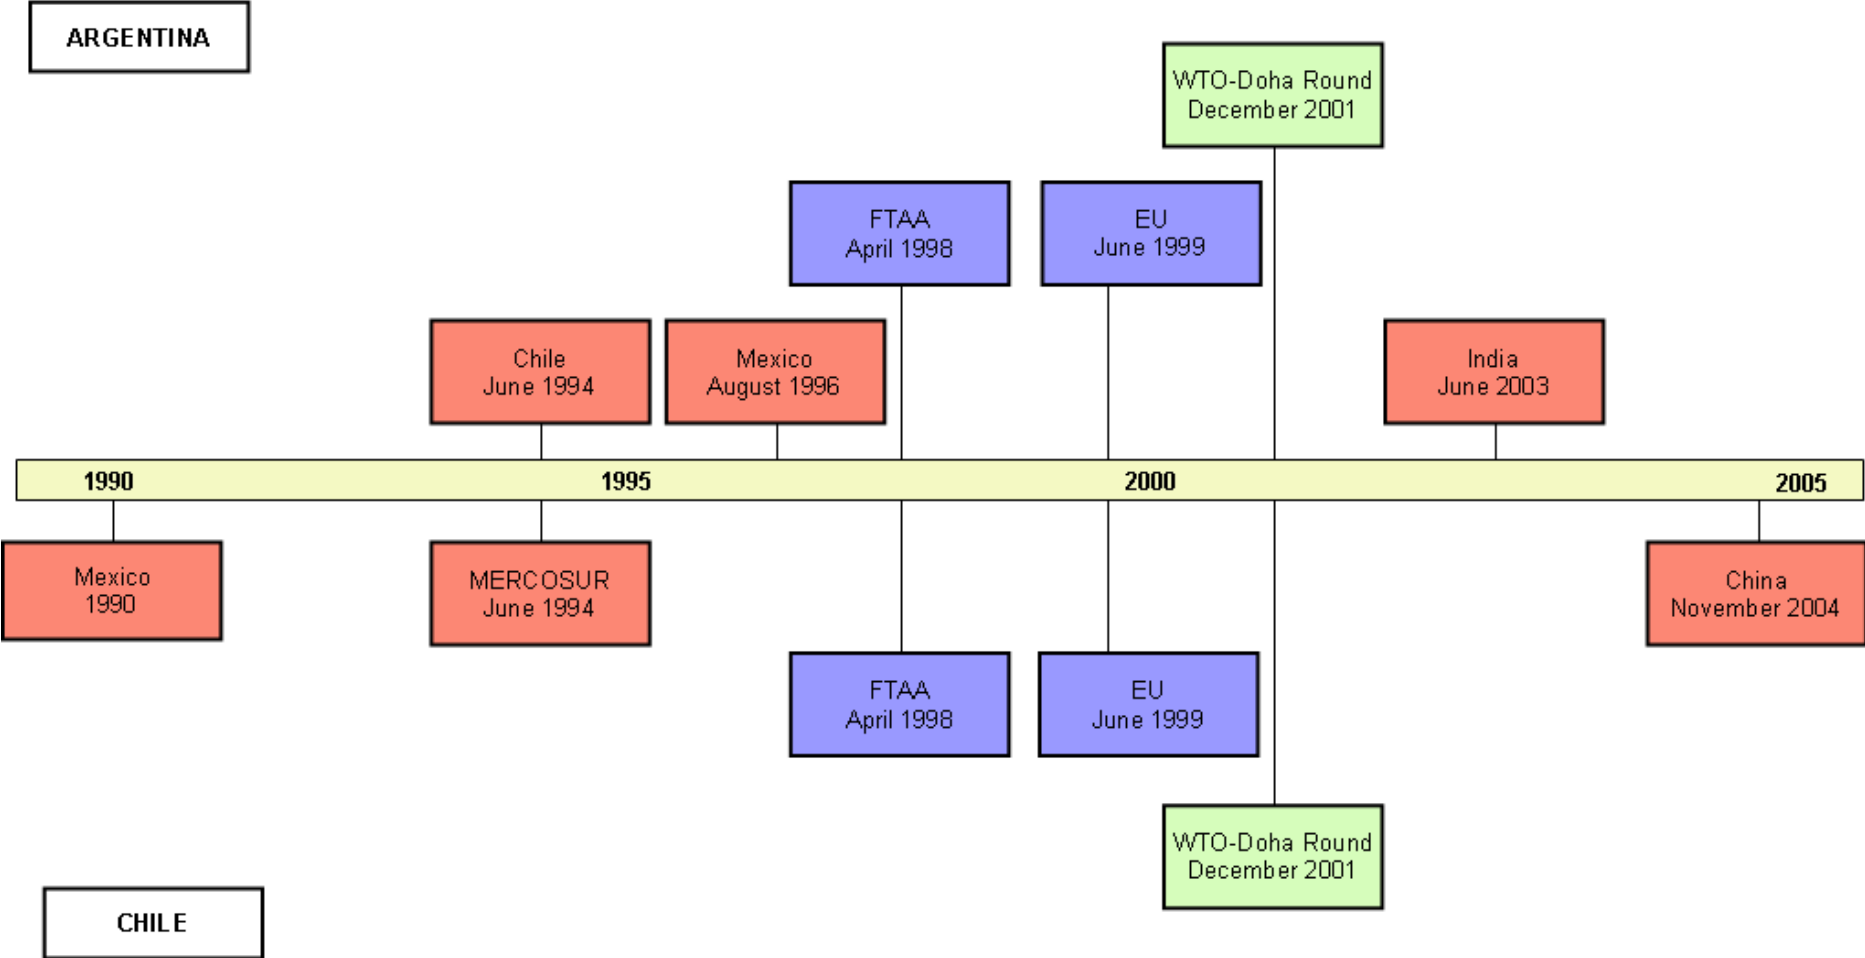 ARGENTINA
WTO-Doha Round
December 2001
FTAA
April 1998
EU
June 1999
Chile
June 1994
Mexico
August 1996
India
June 2003
1990
1995
2000
2005
Mexico
1990
MERCOSUR
June 1994
China
November 2004
FTAA
April 1998
EU
June 1999
WTO-Doha Round
December 2001
CHILE